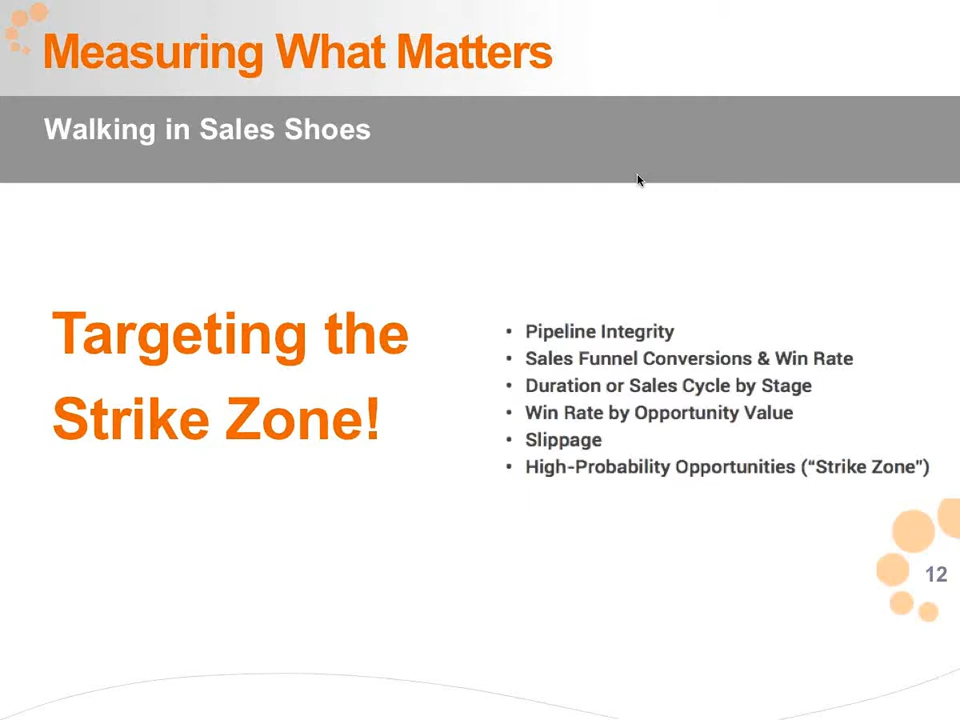 Measuring What Matters
Walking in Sales Shoes
Targeting the
Strike Zone!
• Pipeline Integrity
• Sales Funnel Conversions & Win Rate
• Duration or Sales Cycle by Stage
• Win Rate by Opportunity Value
• Slippage
• High-Probability Opportunities (“Strike Zone”)
12